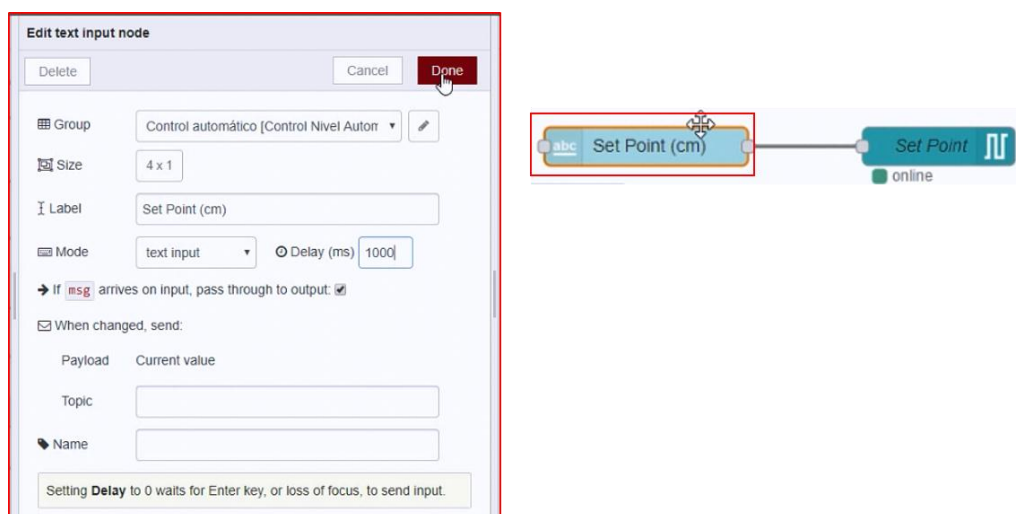 Edit text input node
Delete Cancel Done
Group Control automático [Control Nivel Autom
Size 4 x 1
Label Set Point (cm)
Mode text input Delay (ms) 1000
If msg arrives on input, pass through to output:
When changed, send:
Payload Current value
Topic
Name
Setting Delay to 0 waits for Enter key, or loss of focus, to send input.
abc Set Point (cm)
Set Point
online